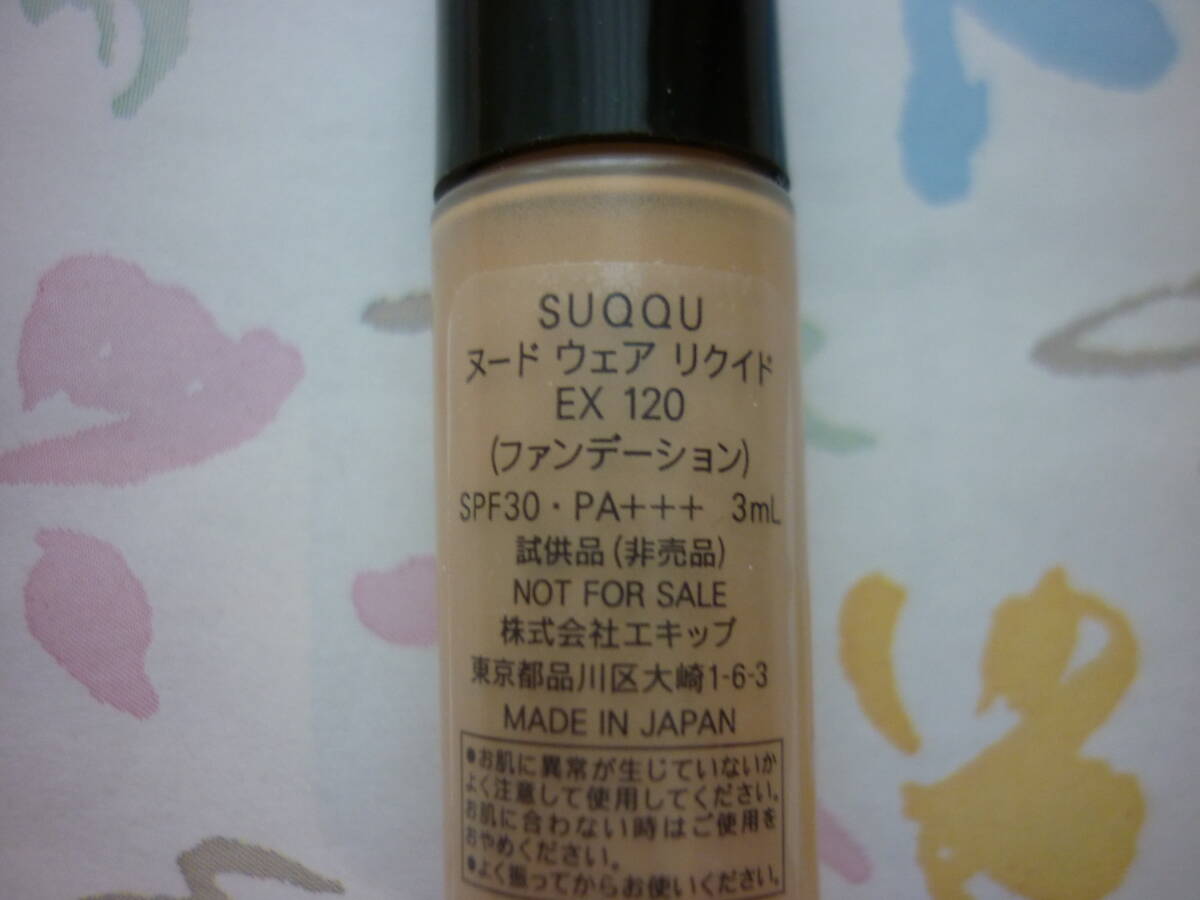 SUQQU
ヌード ウェア リクイド
EX 120
(ファンデーション)
SPF30・PA+++ 3mL
試供品(非売品)
NOT FOR SALE
株式会社エキップ
東京都品川区大崎1-6-3
MADE IN JAPAN
●お肌に異常が生じていないか
よく注意して使用してください。
お肌に合わない時はご使用を
おやめください。
●よく振ってからお使いください。